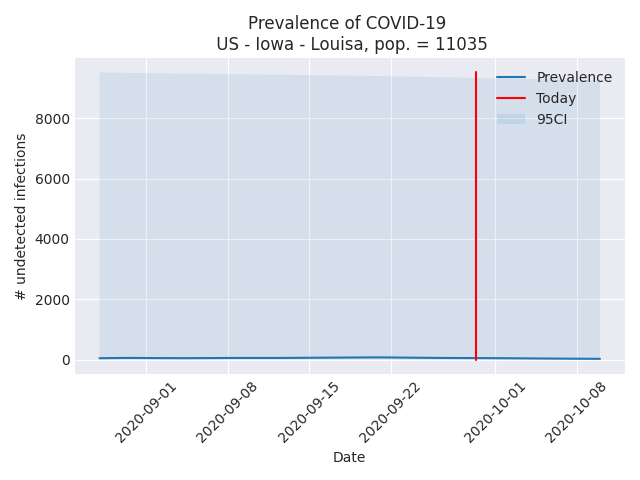 Prevalence of COVID-19
US - Iowa - Louisa, pop. = 11035
Prevalence
Today
95CI
# undetected infections
8000
6000
4000
2000
0
2020-09-01
2020-09-08
2020-09-15
2020-09-22
2020-10-01
2020-10-08
Date